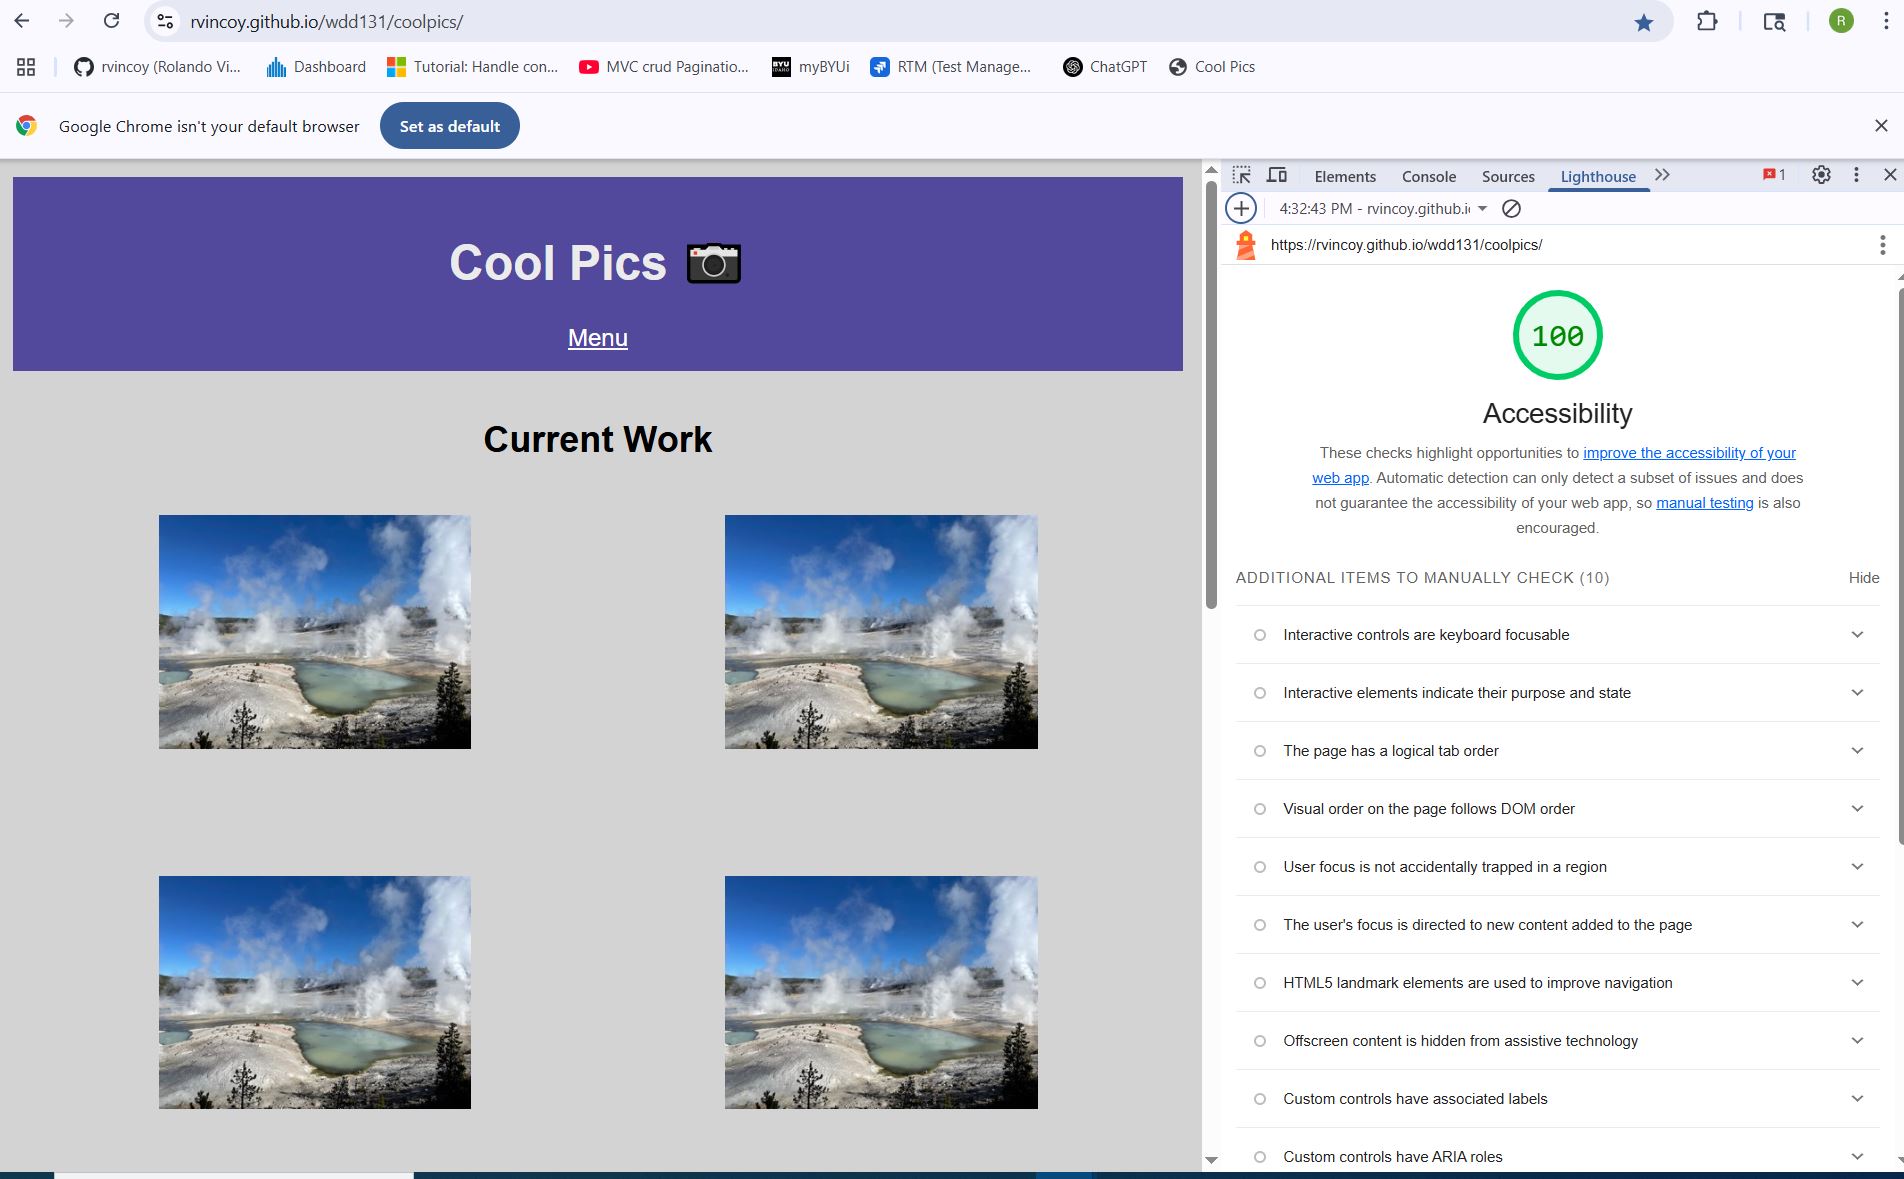 rvincoy.github.io/wdd131/coolpics/
R
rvincoy (Rolando Vi...
Dashboard
Tutorial: Handle con...
MVC crud Paginatio...
BYU
IDAHO
myBYUi
RTM (Test Manage...
ChatGPT
Cool Pics
Google Chrome isn't your default browser
Set as default
Cool Pics
Menu
Current Work
Elements
Console
Sources
Lighthouse
1
4:32:43 PM - rvincoy.github.i
https://rvincoy.github.io/wdd131/coolpics/
100
Accessibility
These checks highlight opportunities to improve the accessibility of your
web app. Automatic detection can only detect a subset of issues and does
not guarantee the accessibility of your web app, so manual testing is also
encouraged.
ADDITIONAL ITEMS TO MANUALLY CHECK (10)
Hide
Interactive controls are keyboard focusable
Interactive elements indicate their purpose and state
The page has a logical tab order
Visual order on the page follows DOM order
User focus is not accidentally trapped in a region
The user's focus is directed to new content added to the page
HTML5 landmark elements are used to improve navigation
Offscreen content is hidden from assistive technology
Custom controls have associated labels
Custom controls have ARIA roles